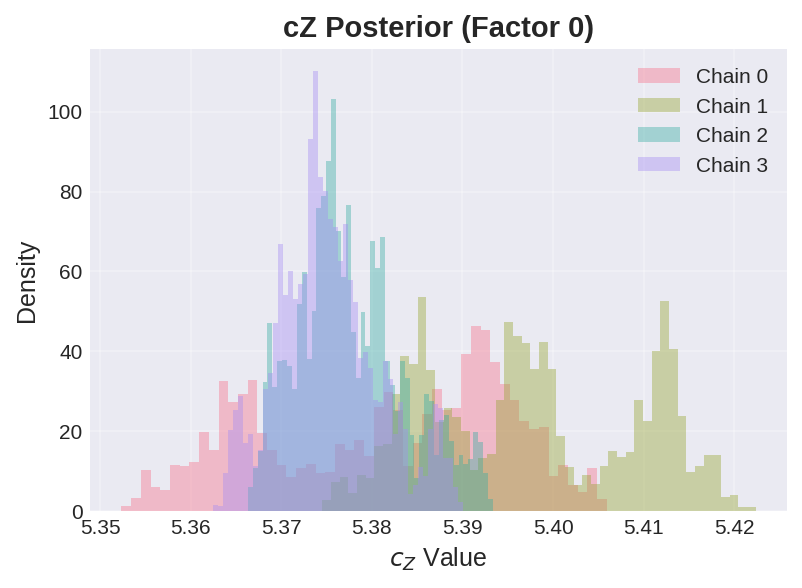 cZ Posterior (Factor 0)
Chain 0
Chain 1
Chain 2
Chain 3
Density
100
80
60
40
20
0
5.35 5.36 5.37 5.38 5.39 5.40 5.41 5.42
c_Z Value